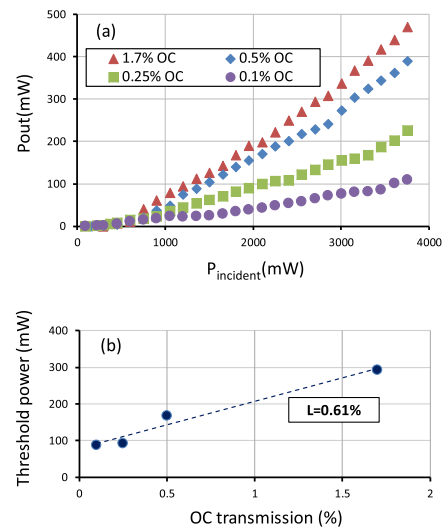 (a)
1.7% OC
0.5% OC
0.25% OC
0.1% OC
Pout(mW)
500
400
300
200
100
0
0
1000
2000
3000
4000
Pincident(mW)
(b)
Threshold power (mW)
400
300
200
100
0
L=0.61%
0
0.5
1
1.5
2
OC transmission (%)